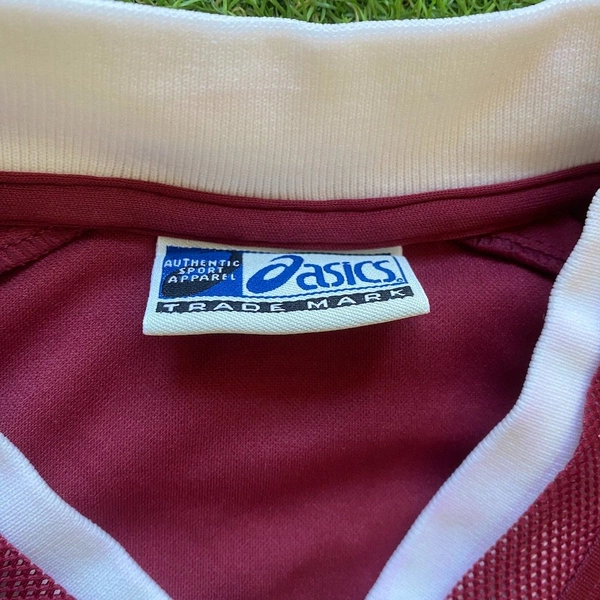 AUTHENTIC
SPORT
APPAREL
asics
TRADE MARK